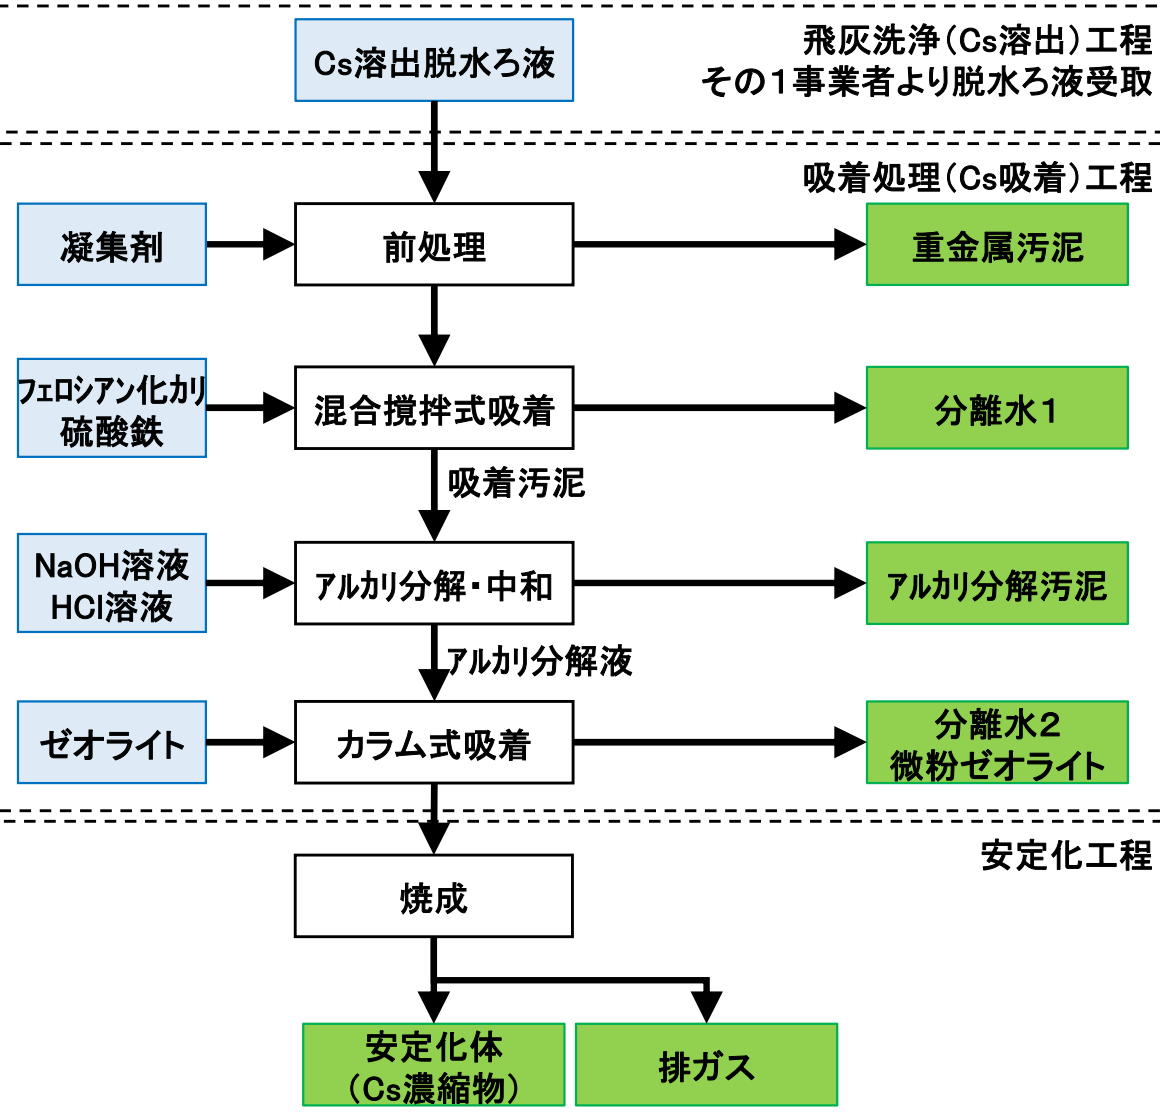 Cs溶出脱水ろ液
飛灰洗浄（Cs溶出）工程
その１事業者より脱水ろ液受取
吸着処理（Cs吸着）工程
凝集剤
前処理
重金属汚泥
フェロシアン化カリ
硫酸鉄
混合撹拌式吸着
分離水１
吸着汚泥
NaOH溶液
HCl溶液
アルカリ分解・中和
アルカリ分解汚泥
アルカリ分解液
ゼオライト
カラム式吸着
分離水２
微粉ゼオライト
安定化工程
焼成
安定化体
（Cs濃縮物）
排ガス